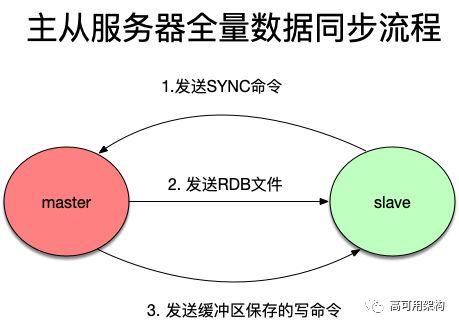 主从服务器全量数据同步流程
1.发送SYNC命令
master
2. 发送RDB文件
slave
3. 发送缓冲区保存的写命令
高可用架构